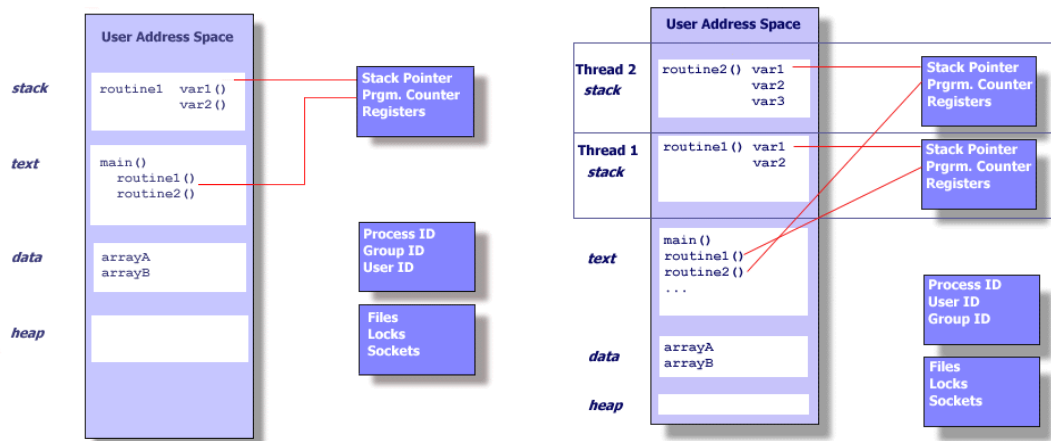 User Address Space
stack
routine1 var1()
var2()
Stack Pointer
Prgm. Counter
Registers
text
main()
routine1()
routine2()
data
arrayA
arrayB
Process ID
Group ID
User ID
heap
Files
Locks
Sockets
User Address Space
Thread 2
stack
routine2() var1
var2
var3
Stack Pointer
Prgrm. Counter
Registers
Thread 1
stack
routine1() var1
var2
Stack Pointer
Prgrm. Counter
Registers
text
main()
routine1()
routine2()
...
Process ID
User ID
Group ID
data
arrayA
arrayB
heap
Files
Locks
Sockets